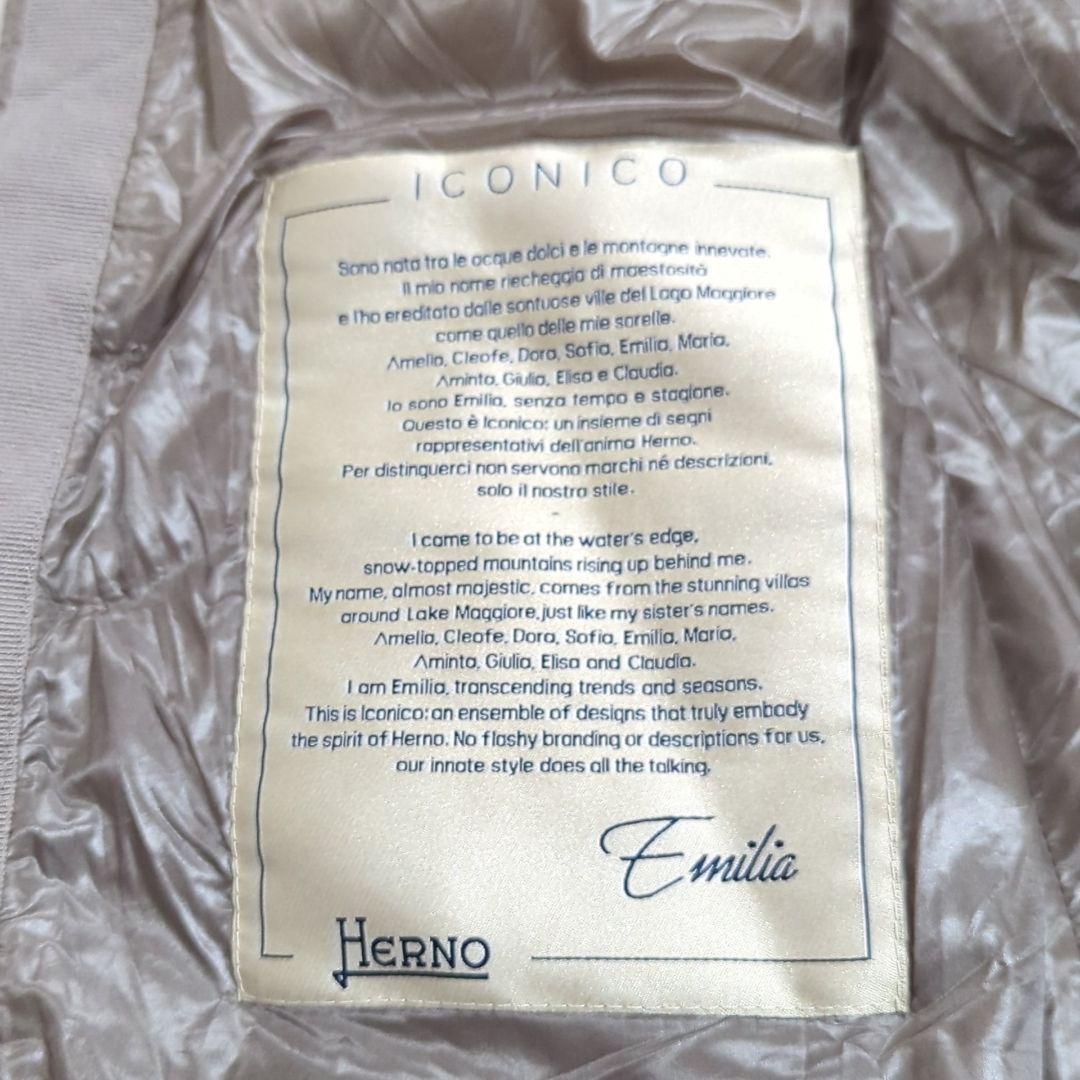 ICONICO
Sono nata tra le acque dolci e le montagne innevate.
Il mio nome riecheggia di maestosità
e l'ho ereditato dalle sontuose ville del Lago Maggiore
come quello delle mie sorelle.
Amelia, Cleofe, Dora, Sofia, Emilia, Maria,
Aminta, Giulia, Elisa e Claudia.
Io sono Emilia, senza tempo e stagione.
Questo è Iconico: un insieme di segni
rappresentativi dell'anima Herno.
Per distinguerci non servono marchi né descrizioni,
solo il nostro stile.
-
I came to be at the water's edge,
snow-topped mountains rising up behind me.
My name, almost majestic, comes from the stunning villas
around Lake Maggiore, just like my sister's names.
Amelia, Cleofe, Dora, Sofia, Emilia, Maria,
Aminta, Giulia, Elisa and Claudia.
I am Emilia, transcending trends and seasons.
This is Iconico: an ensemble of designs that truly embody
the spirit of Herno. No flashy branding or descriptions for us,
our innate style does all the talking.
Emilia
HERNO